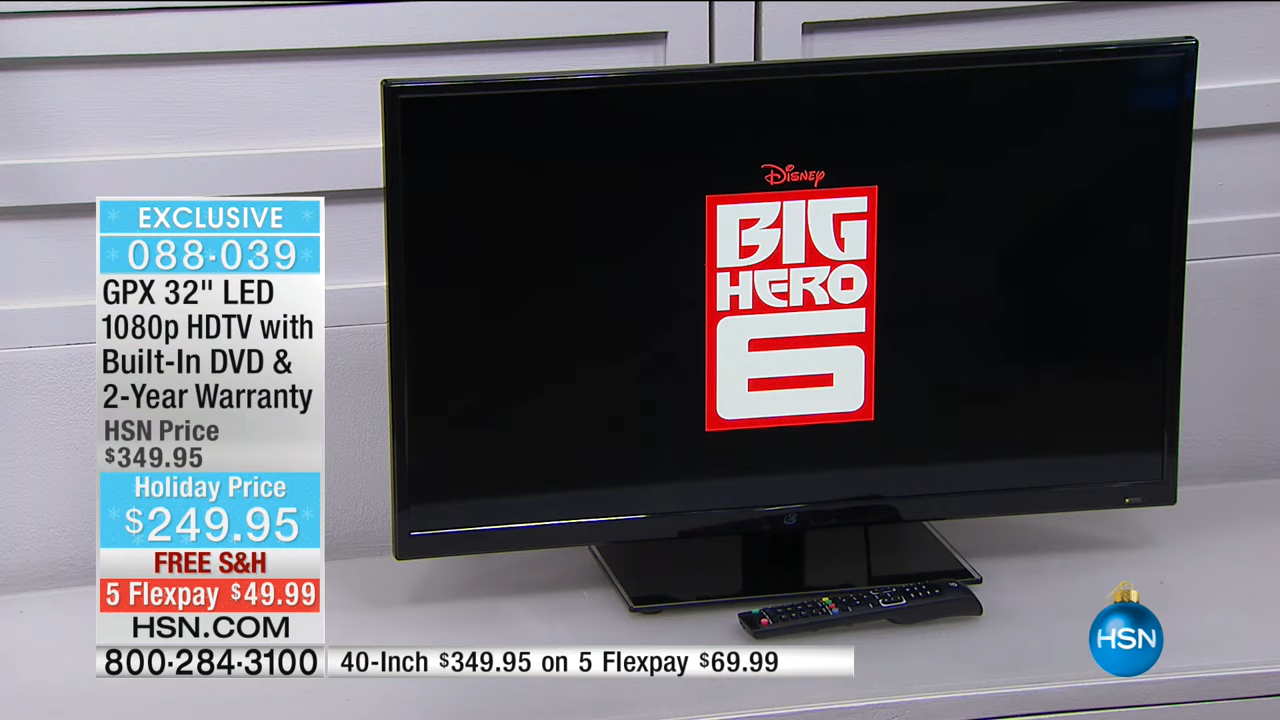 EXCLUSIVE
088-039
GPX 32" LED
1080p HDTV with
Built-In DVD &
2-Year Warranty
HSN Price
$349.95
Holiday Price
$249.95
FREE S&H
5 Flexpay $49.99
HSN.COM
800-284-3100
40-Inch $349.95 on 5 Flexpay $69.99
DISNEY
BIG
HERO
6
HSN